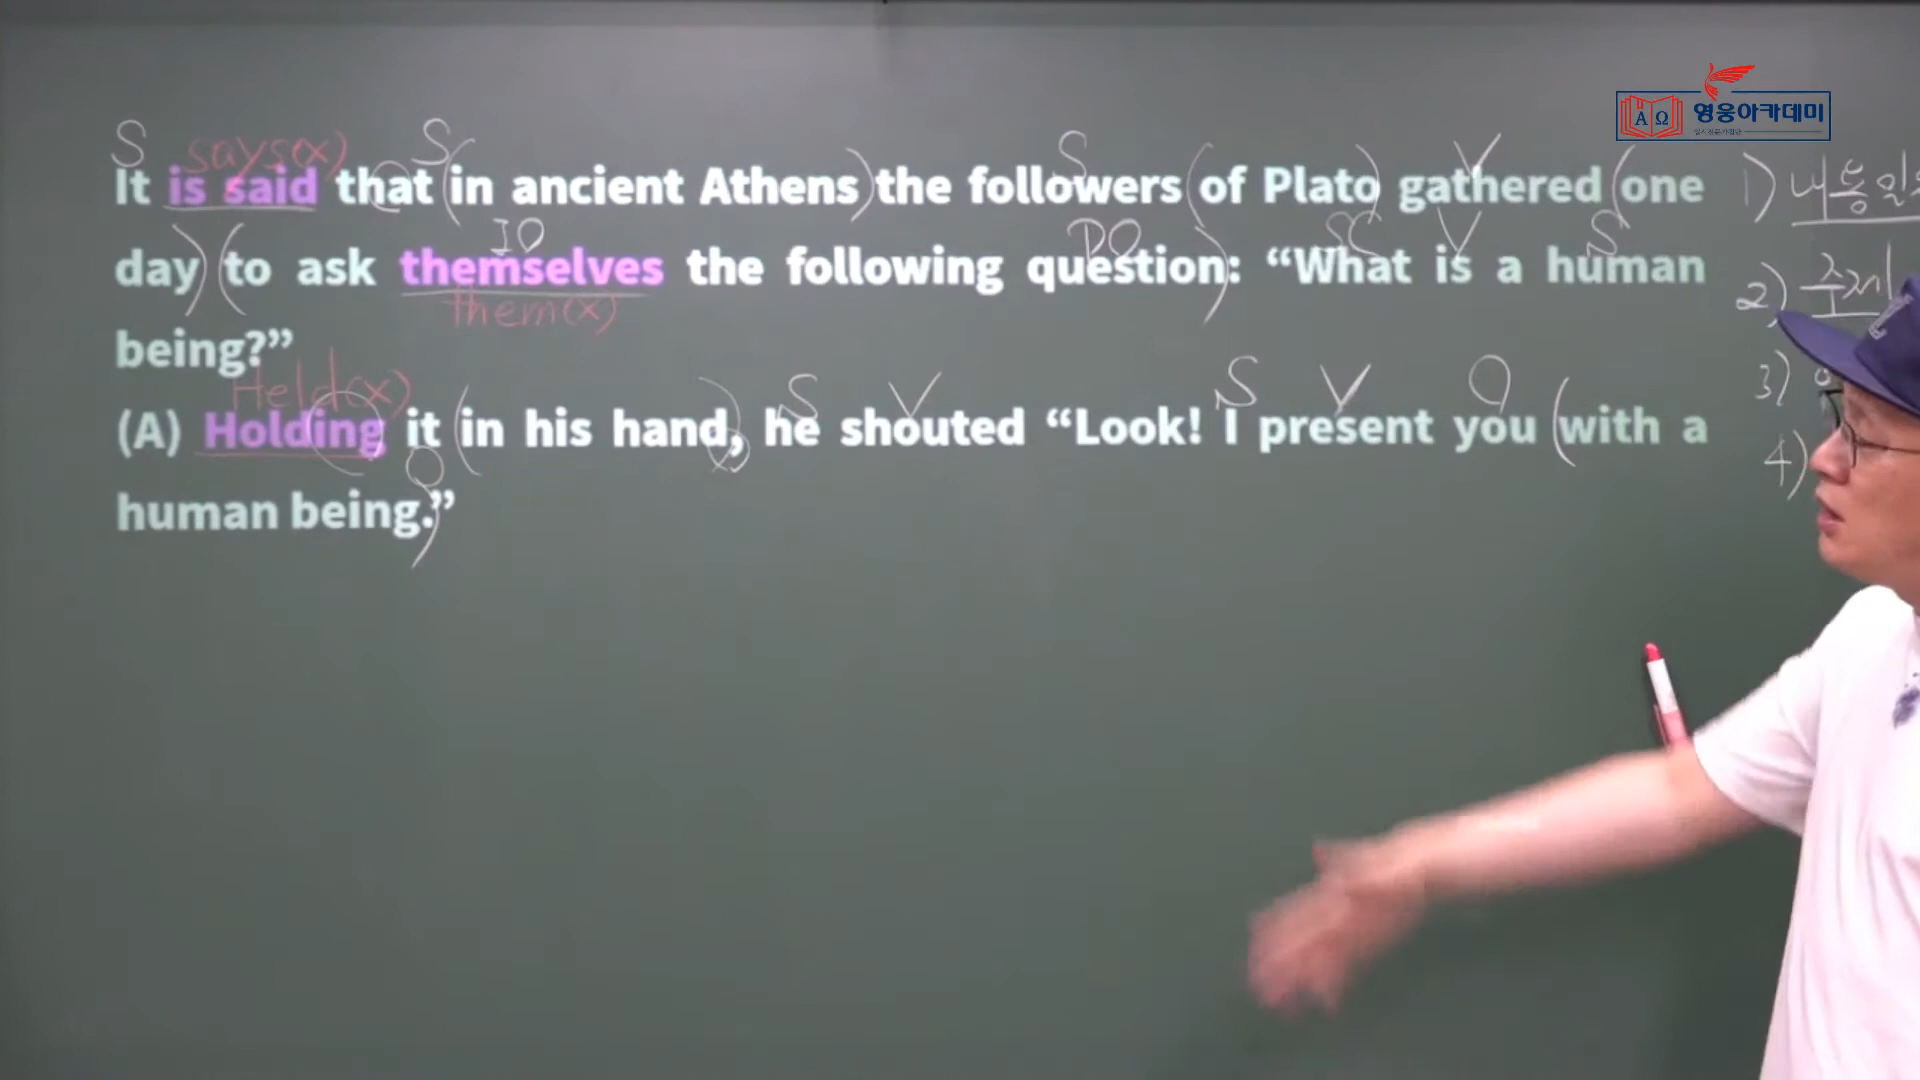 영웅아카데미
A Ω
S says(x) S S V
It is said that (in ancient Athens) the followers (of Plato) gathered (one
1) 내용일
IO DO SC V S
day) (to ask themselves the following question): “What is a human
2) 주제
them(x)
being?”
Held(x) S V S V O
3)
(A) Holding it (in his hand), he shouted “Look! I present you (with a
4)
O
human being.”)